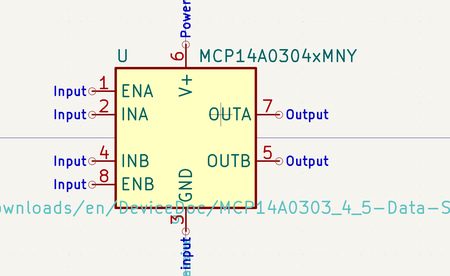 Power
6
U MCP14A0304xMNY
V+
Input 1 ENA
Input 2 INA OUTA 7 Output
Input 4 INB OUTB 5 Output
Input 8 ENB
GND
ownloads/en/DeviceDoc/MCP14A0303_4_5-Data-S
3
Input